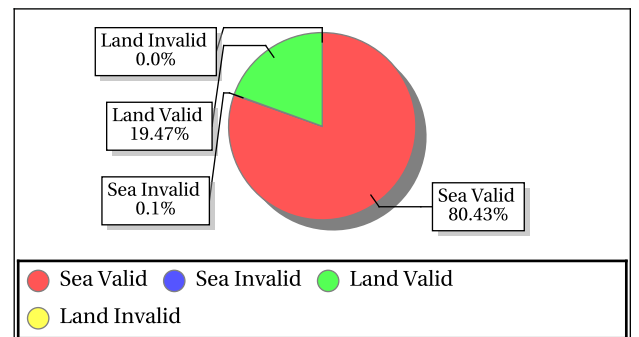 Land Invalid
0.0%
Land Valid
19.47%
Sea Invalid
0.1%
Sea Valid
80.43%
Sea Valid Sea Invalid Land Valid
Land Invalid